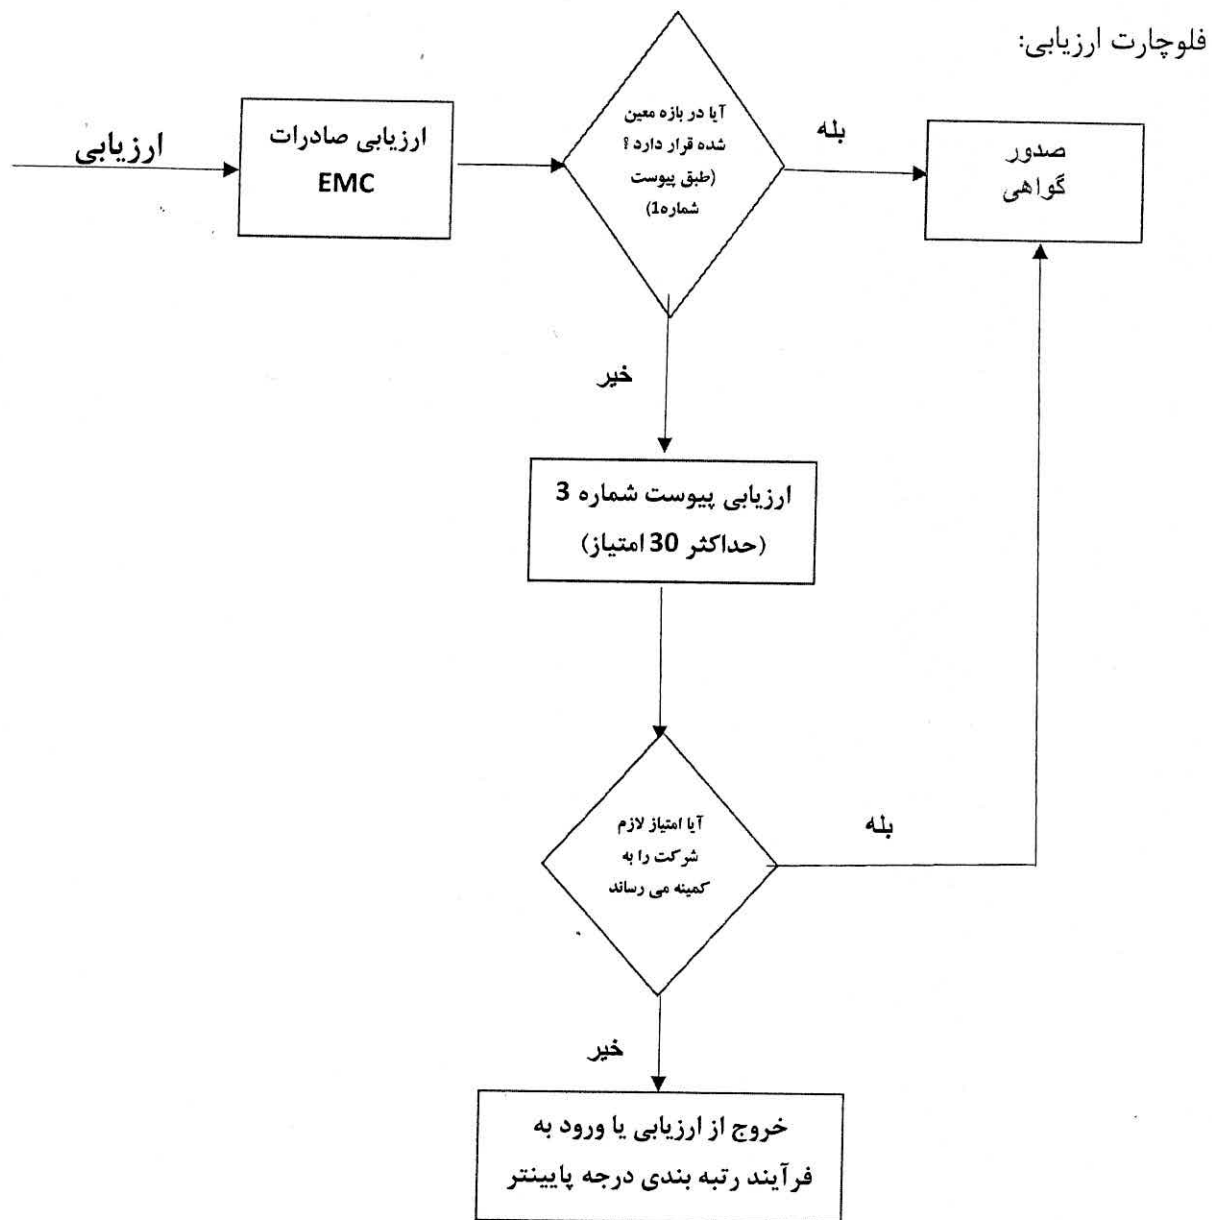 فلوچارت ارزیابی:
ارزیابی
ارزیابی صادرات
EMC
آیا در بازه معین
شده قرار دارد ؟
(طبق پیوست
شماره1)
بله
صدور
گواهی
خیر
ارزیابی پیوست شماره 3
(حداکثر 30 امتیاز)
آیا امتیاز لازم
شرکت را به
کمینه می رساند
بله
خیر
خروج از ارزیابی یا ورود به
فرآیند رتبه بندی درجه پایینتر